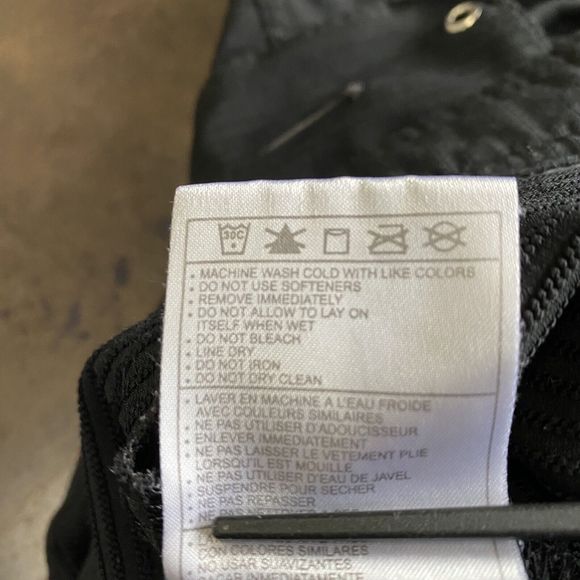 30C
• MACHINE WASH COLD WITH LIKE COLORS
• DO NOT USE SOFTENERS
• REMOVE IMMEDIATELY
• DO NOT ALLOW TO LAY ON
ITSELF WHEN WET
• DO NOT BLEACH
• LINE DRY
• DO NOT IRON
• DO NOT DRY CLEAN
• LAVER EN MACHINE A L'EAU FROIDE
AVEC COULEURS SIMILAIRES
• NE PAS UTILISER D'ADOUCISSEUR
• ENLEVER IMMEDIATEMENT
• NE PAS LAISSER LE VETEMENT PLIE
LORSQU'IL EST MOUILLE
• NE PAS UTILISER D'EAU DE JAVEL
• SUSPENDRE POUR SECHER
• NE PAS REPASSER
• NE PAS
CON COLORES SIMILARES
• NO USAR SUAVIZANTES